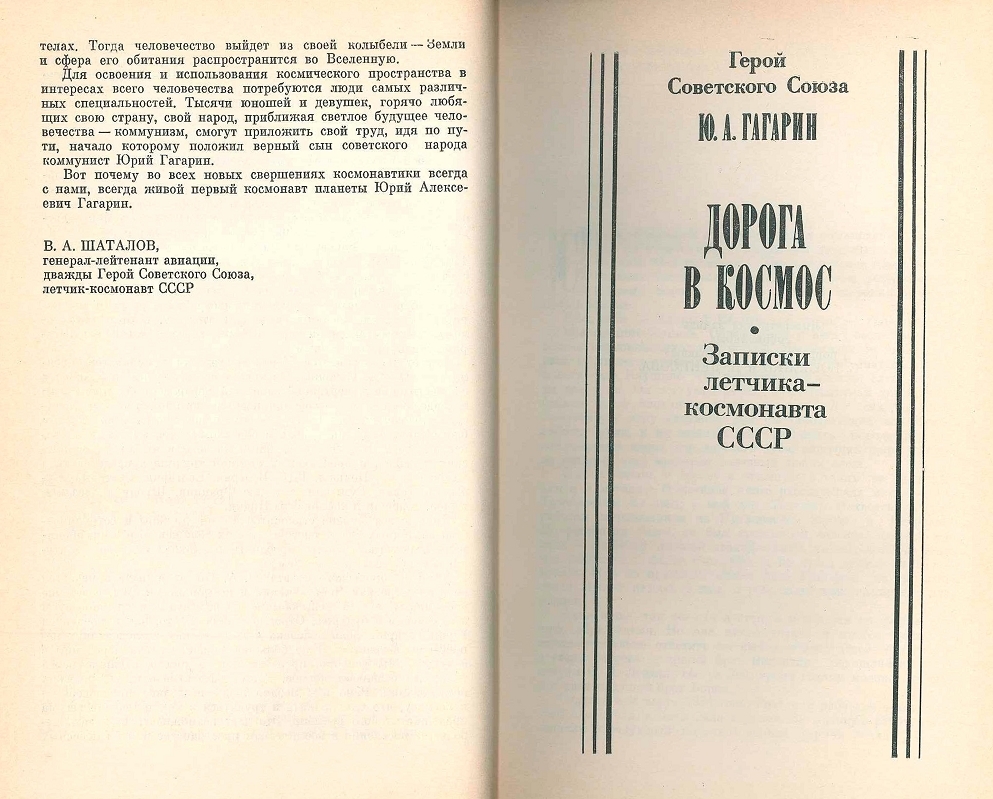 телах. Тогда человечество выйдет из своей колыбели — Земли
и сфера его обитания распространится во Вселенную.
Для освоения и использования космического пространства в
интересах всего человечества потребуются люди самых различ-
ных специальностей. Тысячи юношей и девушек, горячо любя-
щих свою страну, свой народ, приближая светлое будущее чело-
вечества — коммунизм, смогут приложить свой труд, идя по пу-
ти, начало которому положил верный сын советского народа
коммунист Юрий Гагарин.
Вот почему во всех новых свершениях космонавтики всегда
с нами, всегда живой первый космонавт планеты Юрий Алексе-
евич Гагарин.
В. А. ШАТАЛОВ,
генерал-лейтенант авиации,
дважды Герой Советского Союза,
летчик-космонавт СССР
Герой
Советского Союза
Ю. А. ГАГАРИН
ДОРОГА
В КОСМОС
•
Записки
летчика-
космонавта
СССР